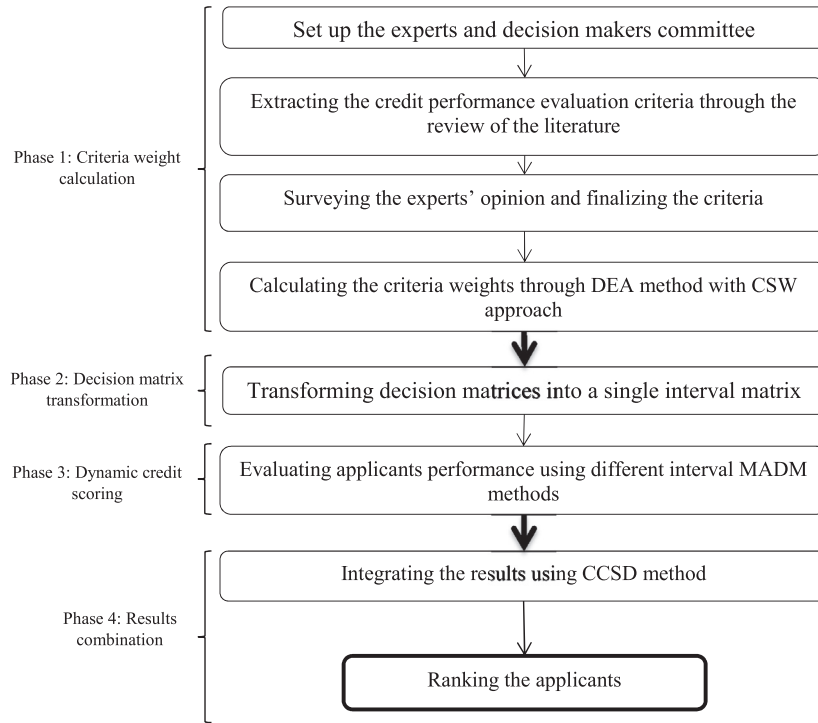 Set up the experts and decision makers committee
Extracting the credit performance evaluation criteria through the
review of the literature
Phase 1: Criteria weight
calculation
Surveying the experts’ opinion and finalizing the criteria
Calculating the criteria weights through DEA method with CSW
approach
Phase 2: Decision matrix
transformation
Transforming decision matrices into a single interval matrix
Phase 3: Dynamic credit
scoring
Evaluating applicants performance using different interval MADM
methods
Integrating the results using CCSD method
Phase 4: Results
combination
Ranking the applicants